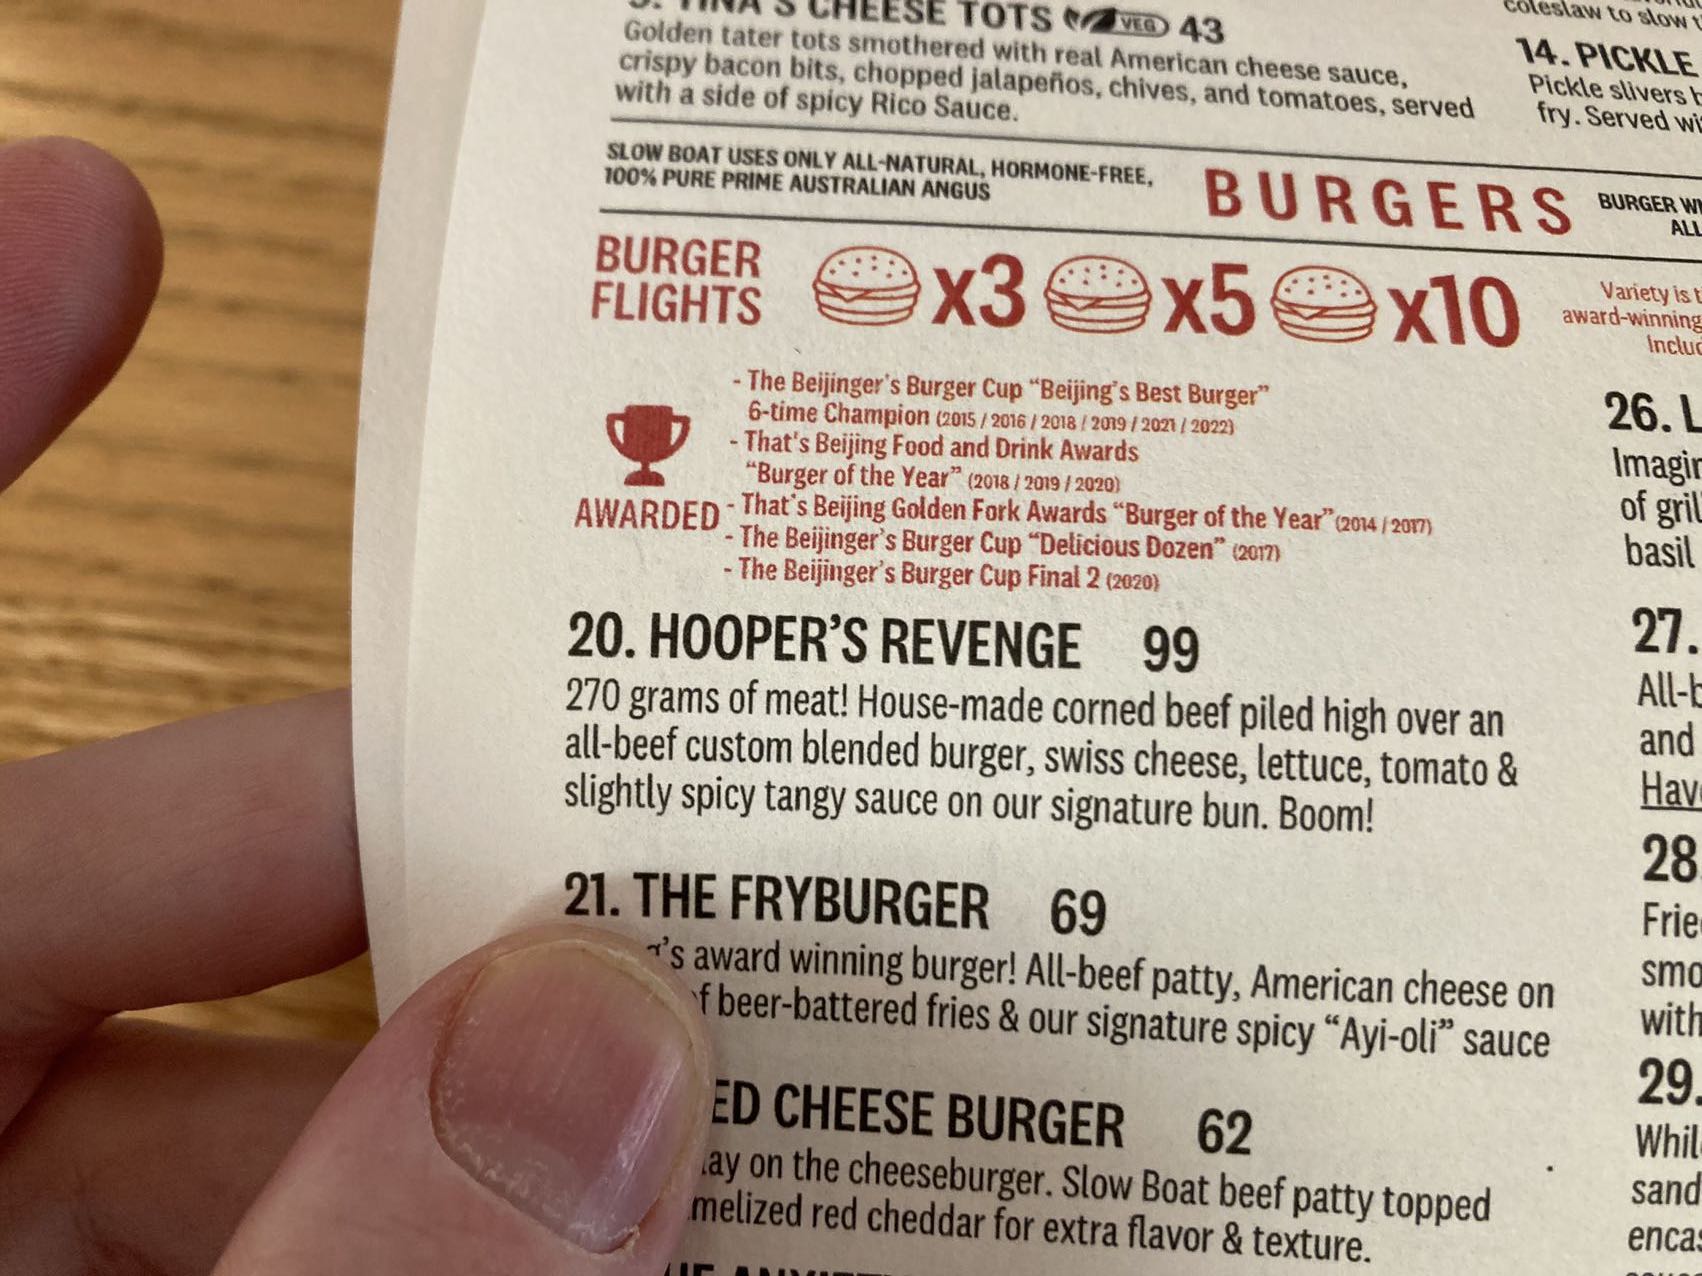 TINA'S CHEESE TOTS VEG 43
Golden tater tots smothered with real American cheese sauce,
crispy bacon bits, chopped jalapeños, chives, and tomatoes, served
with a side of spicy Rico Sauce.
coleslaw to slow
14. PICKLE
Pickle slivers
fry. Served
SLOW BOAT USES ONLY ALL-NATURAL, HORMONE-FREE,
100% PURE PRIME AUSTRALIAN ANGUS
BURGERS
BURGER
ALL
BURGER
FLIGHTS
x3 x5 x10
Variety is
award-winning
- The Beijinger's Burger Cup “Beijing's Best Burger”
6-time Champion (2015 / 2016 / 2018 / 2019 / 2021 / 2022)
- That's Beijing Food and Drink Awards
“Burger of the Year” (2018 / 2019 / 2020)
AWARDED
- That's Beijing Golden Fork Awards “Burger of the Year” (2014 / 2017)
- The Beijinger's Burger Cup “Delicious Dozen” (2017)
- The Beijinger's Burger Cup Final 2 (2020)
20. HOOPER'S REVENGE 99
270 grams of meat! House-made corned beef piled high over an
all-beef custom blended burger, swiss cheese, lettuce, tomato &
slightly spicy tangy sauce on our signature bun. Boom!
21. THE FRYBURGER 69
's award winning burger! All-beef patty, American cheese on
f beer-battered fries & our signature spicy “Ayi-oli” sauce
ED CHEESE BURGER 62
lay on the cheeseburger. Slow Boat beef patty topped
melized red cheddar for extra flavor & texture.
26. L
of gril
basil
27.
and
28
with
29.
sand